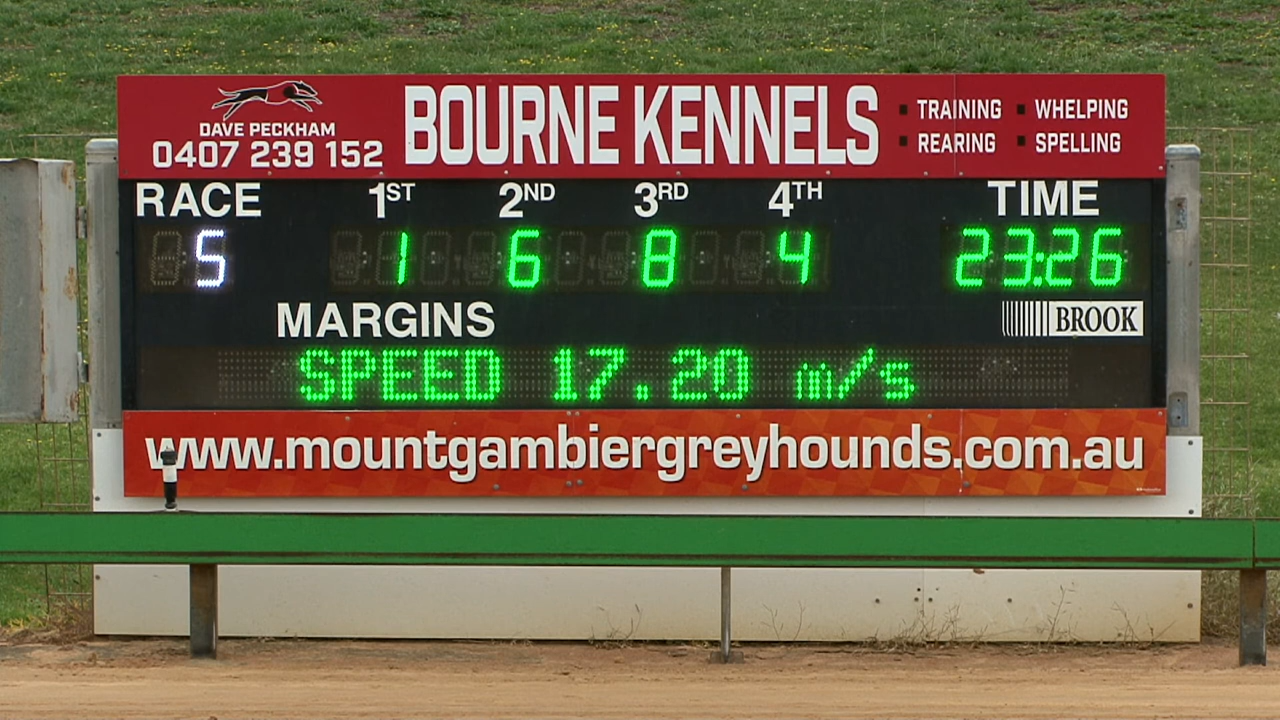 DAVE PECKHAM
0407 239 152
BOURNE KENNELS
TRAINING WHELPING
REARING SPELLING
RACE 1ST 2ND 3RD 4TH TIME
5 1 6 8 4 23:26
MARGINS
BROOK
SPEED 17.20 m/s
www.mountgambiergreyhounds.com.au